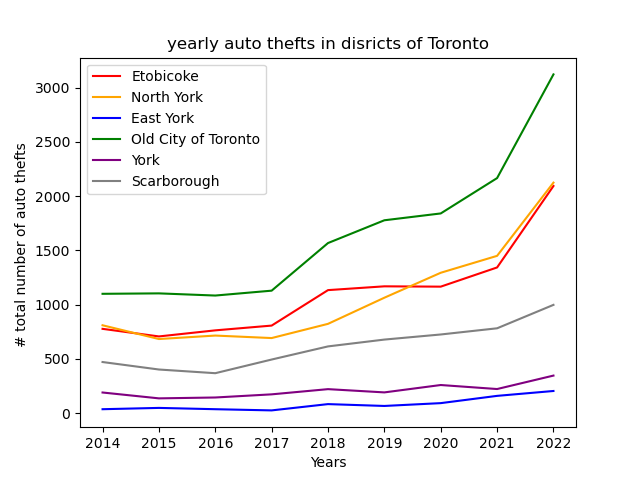 yearly auto thefts in disricts of Toronto
Etobicoke
North York
East York
Old City of Toronto
York
Scarborough
# total number of auto thefts
3000
2500
2000
1500
1000
500
0
2014 2015 2016 2017 2018 2019 2020 2021 2022
Years